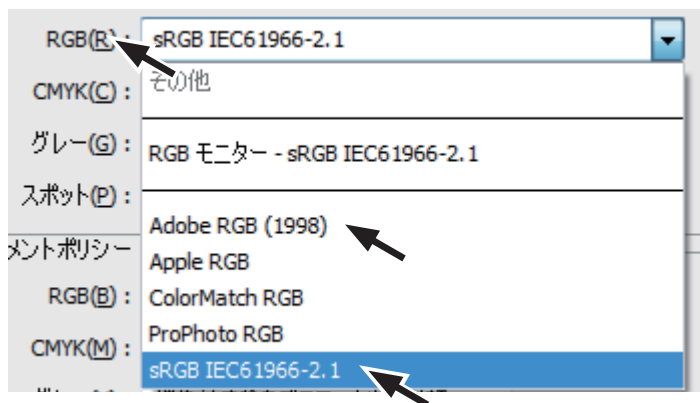 RGB(R): sRGB IEC61966-2.1
その他
CMYK(C):
グレー(G): RGB モニター - sRGB IEC61966-2.1
スポット(P):
Adobe RGB (1998)
メントポリシー
Apple RGB
RGB(B): ColorMatch RGB
ProPhoto RGB
CMYK(M):
sRGB IEC61966-2.1